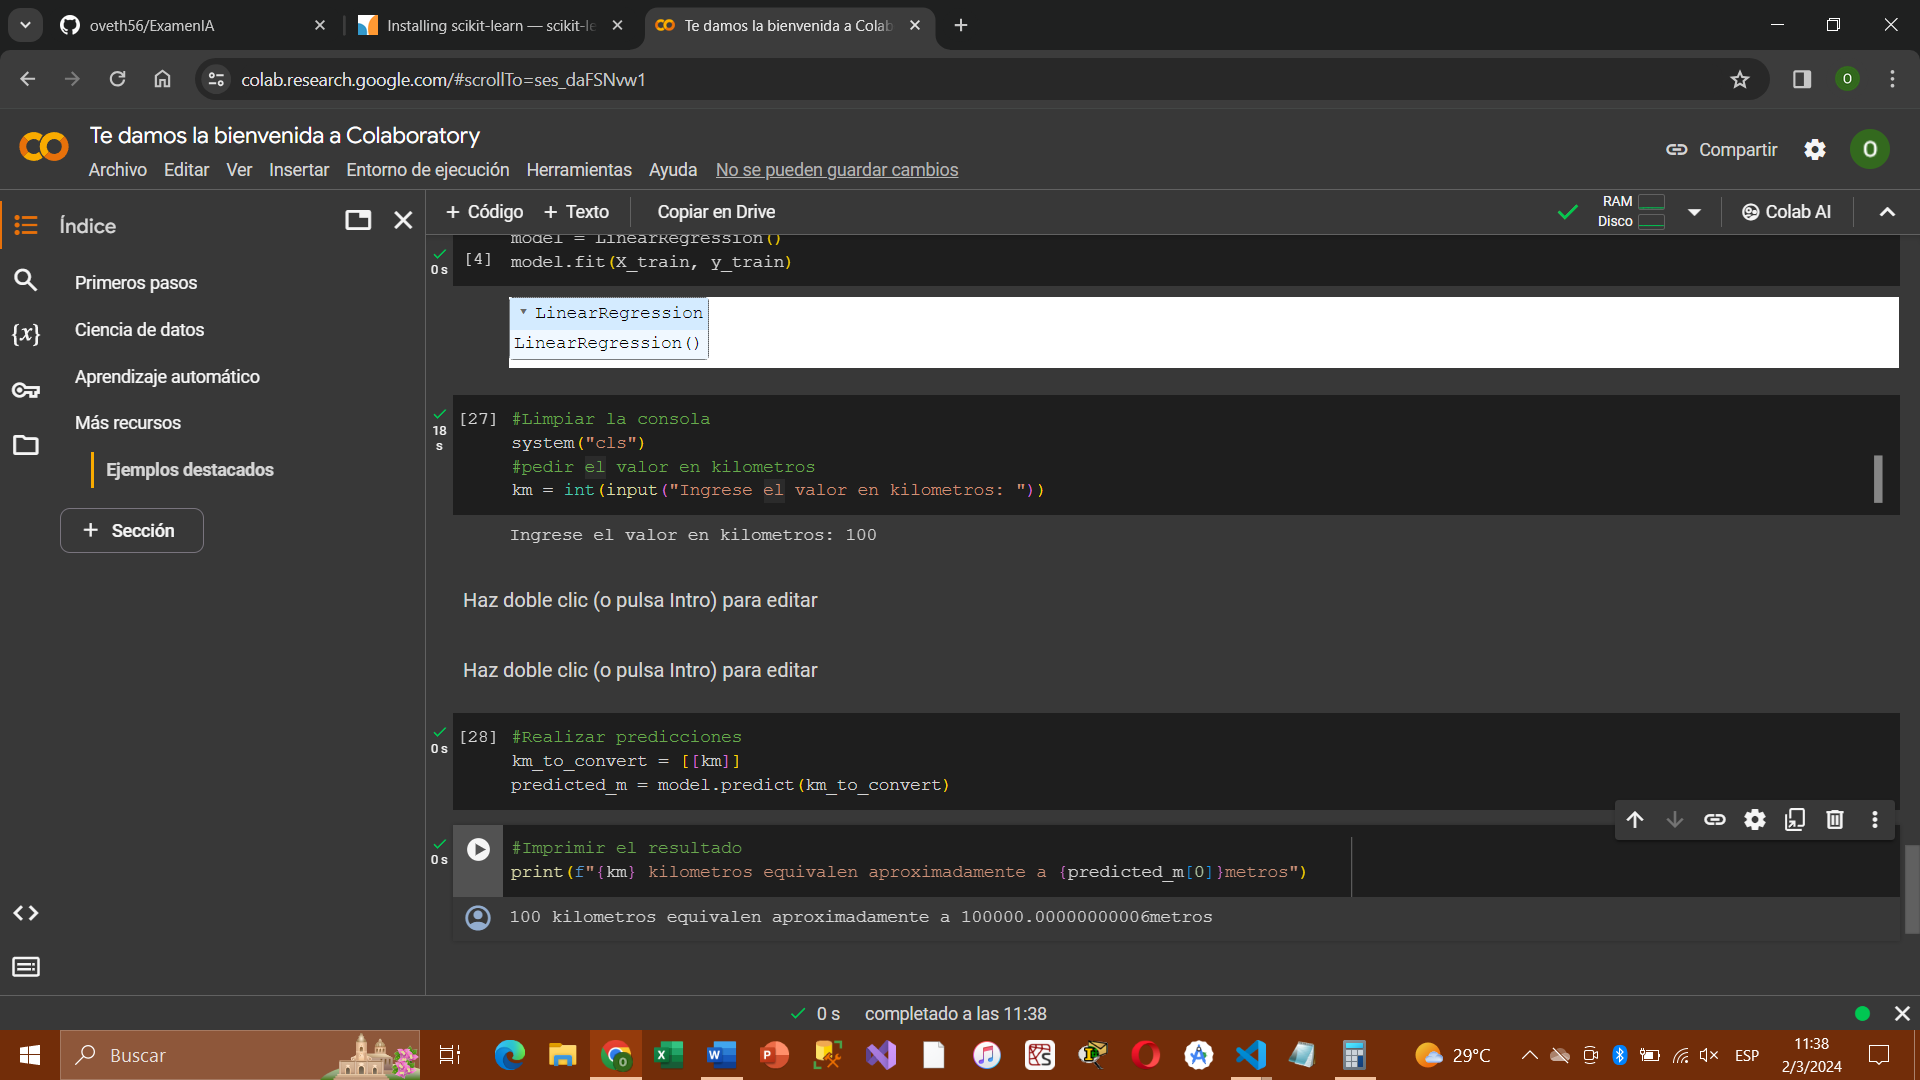 oveth56/ExamenIA
Installing scikit-learn — scikit-le
Te damos la bienvenida a Colab
colab.research.google.com/#scrollTo=ses_daFSNvw1
O
Te damos la bienvenida a Colaboratory
Archivo Editar Ver Insertar Entorno de ejecución Herramientas Ayuda No se pueden guardar cambios
Compartir
O
Índice
+ Código + Texto Copiar en Drive
RAM
Disco
Colab AI
Primeros pasos
Ciencia de datos
Aprendizaje automático
Más recursos
Ejemplos destacados
+ Sección
{x}
model = LinearRegression()
0 s
[4] model.fit(X_train, y_train)
LinearRegression
LinearRegression()
18 s
[27] #Limpiar la consola
system("cls")
#pedir el valor en kilometros
km = int(input("Ingrese el valor en kilometros: "))
Ingrese el valor en kilometros: 100
Haz doble clic (o pulsa Intro) para editar
Haz doble clic (o pulsa Intro) para editar
0 s
[28] #Realizar predicciones
km_to_convert = [[km]]
predicted_m = model.predict(km_to_convert)
0 s
#Imprimir el resultado
print(f"{km} kilometros equivalen aproximadamente a {predicted_m[0]}metros")
100 kilometros equivalen aproximadamente a 100000.00000000006metros
0 s completado a las 11:38
Buscar
29°C
ESP
11:38
2/3/2024